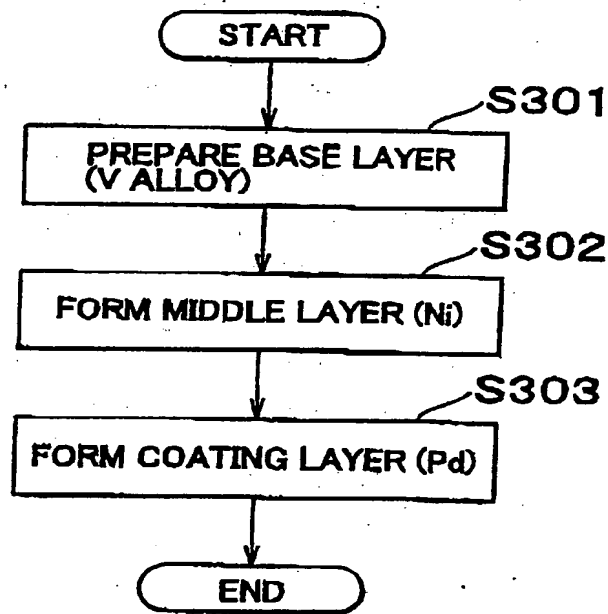 START
S301
PREPARE BASE LAYER
(V ALLOY)
S302
FORM MIDDLE LAYER (Ni)
S303
FORM COATING LAYER (Pd)
END